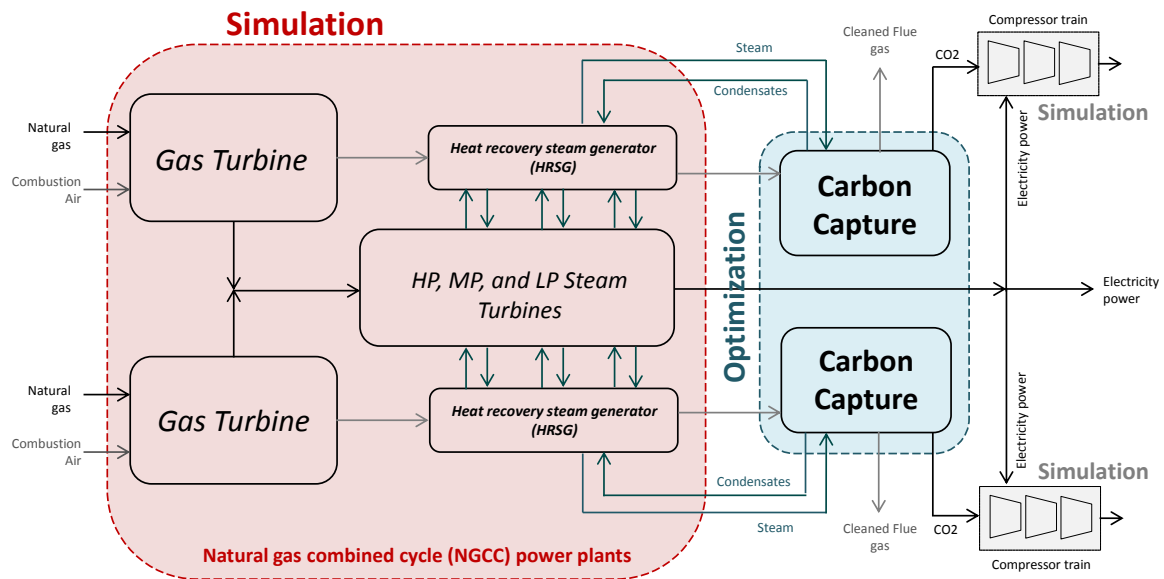 Simulation
Steam
Condensates
Cleaned Flue
gas
Compressor train
CO2
Simulation
Natural
gas
Combustion
Air
Gas Turbine
Heat recovery steam generator
(HRSG)
Carbon
Capture
Electricity power
HP, MP, and LP Steam
Turbines
Optimization
Electricity
power
Natural
gas
Combustion
Air
Gas Turbine
Heat recovery steam generator
(HRSG)
Carbon
Capture
Electricity power
Condensates
Steam
Cleaned Flue
gas
CO2
Simulation
Compressor train
Natural gas combined cycle (NGCC) power plants